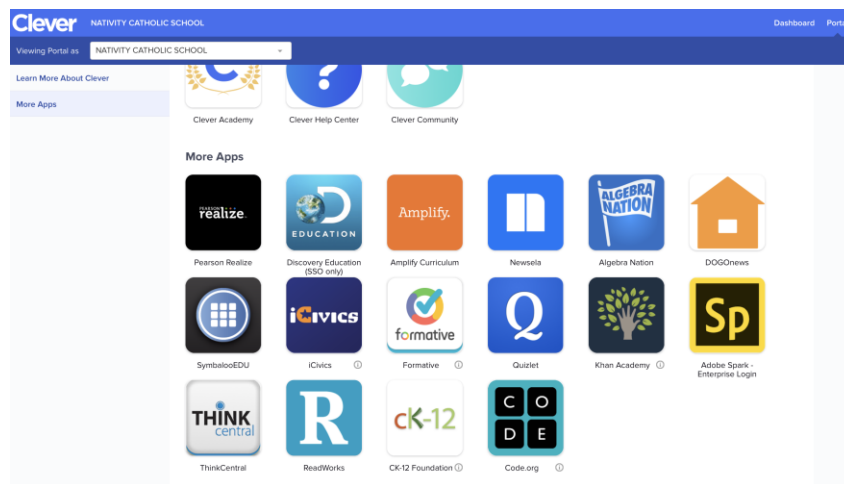 Clever NATIVITY CATHOLIC SCHOOL Dashboard Porta
Viewing Portal as NATIVITY CATHOLIC SCHOOL
Learn More About Clever
More Apps
C ?
Clever Academy Clever Help Center Clever Community
More Apps
PEARSON realize. D EDUCATION Amplify. ALGEBRA NATION
Pearson Realize Discovery Education (SSO only) Amplify Curriculum Newsela Algebra Nation DOGOnews
iCivics formative Q Sp
SymbalooEDU iCivics Formative Quizlet Khan Academy Adobe Spark - Enterprise Login
THINK central R cK-12 CODE
ThinkCentral ReadWorks CK-12 Foundation Code.org